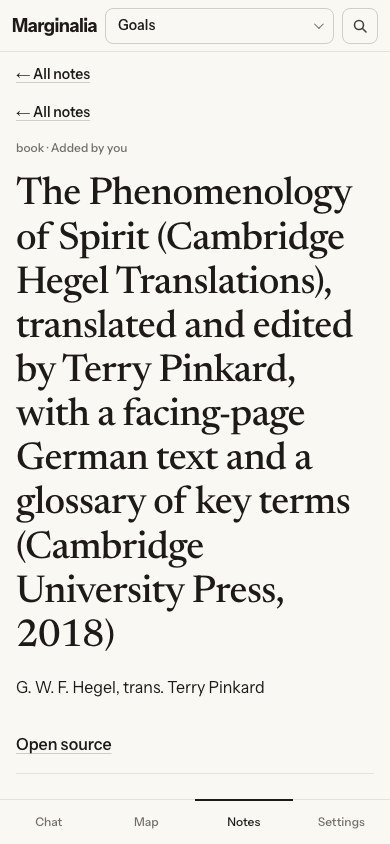 Marginalia
Goals
← All notes
← All notes
book · Added by you
The Phenomenology
of Spirit (Cambridge
Hegel Translations),
translated and edited
by Terry Pinkard,
with a facing-page
German text and a
glossary of key terms
(Cambridge
University Press,
2018)
G. W. F. Hegel, trans. Terry Pinkard
Open source
Chat
Map
Notes
Settings